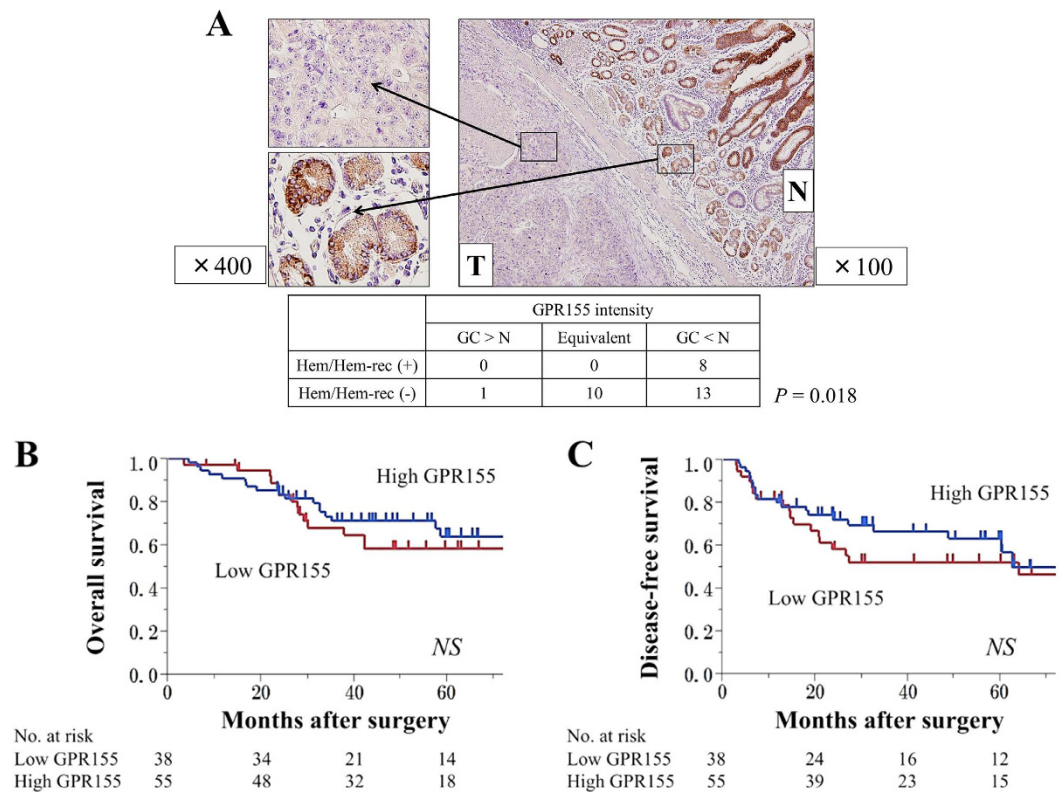 A
N
T
×400
×100
GPR155 intensity
GC > N Equivalent GC < N
Hem/Hem-rec (+) 0 0 8
Hem/Hem-rec (-) 1 10 13
P = 0.018
B
Overall survival
1.0
0.8
0.6
0.4
0.2
0.0
High GPR155
Low GPR155
NS
0 20 40 60
Months after surgery
No. at risk
Low GPR155 38 34 21 14
High GPR155 55 48 32 18
C
Disease-free survival
1.0
0.8
0.6
0.4
0.2
0.0
High GPR155
Low GPR155
NS
0 20 40 60
Months after surgery
No. at risk
Low GPR155 38 24 16 12
High GPR155 55 39 23 15